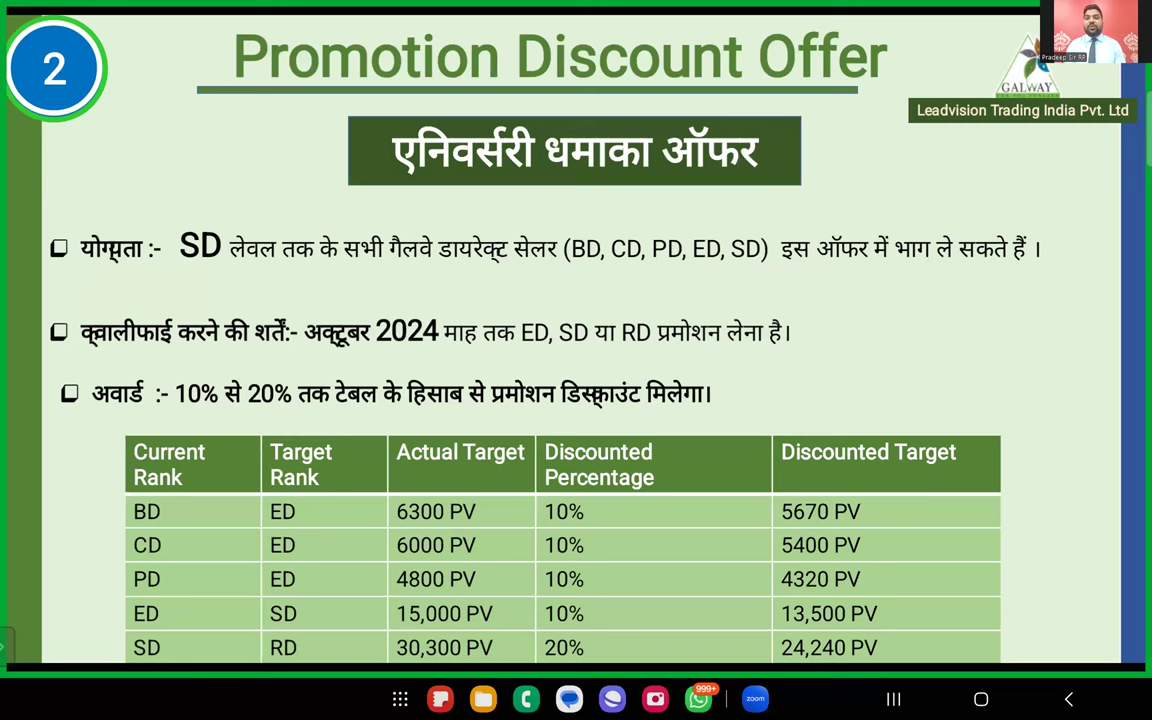 2
Promotion Discount Offer
Pradeep Sir RP
GALWAY
Leadvision Trading India Pvt. Ltd
एनिवर्सरी धमाका ऑफर
योग्यता :- SD लेवल तक के सभी गैलवे डायरेक्ट सेलर (BD, CD, PD, ED, SD) इस ऑफर में भाग ले सकते हैं ।
क्वालीफाई करने की शर्तें:- अक्टूबर 2024 माह तक ED, SD या RD प्रमोशन लेना है।
अवार्ड :- 10% से 20% तक टेबल के हिसाब से प्रमोशन डिस्काउंट मिलेगा।
Current Rank Target Rank Actual Target Discounted Percentage Discounted Target
BD ED 6300 PV 10% 5670 PV
CD ED 6000 PV 10% 5400 PV
PD ED 4800 PV 10% 4320 PV
ED SD 15,000 PV 10% 13,500 PV
SD RD 30,300 PV 20% 24,240 PV
999+
zoom